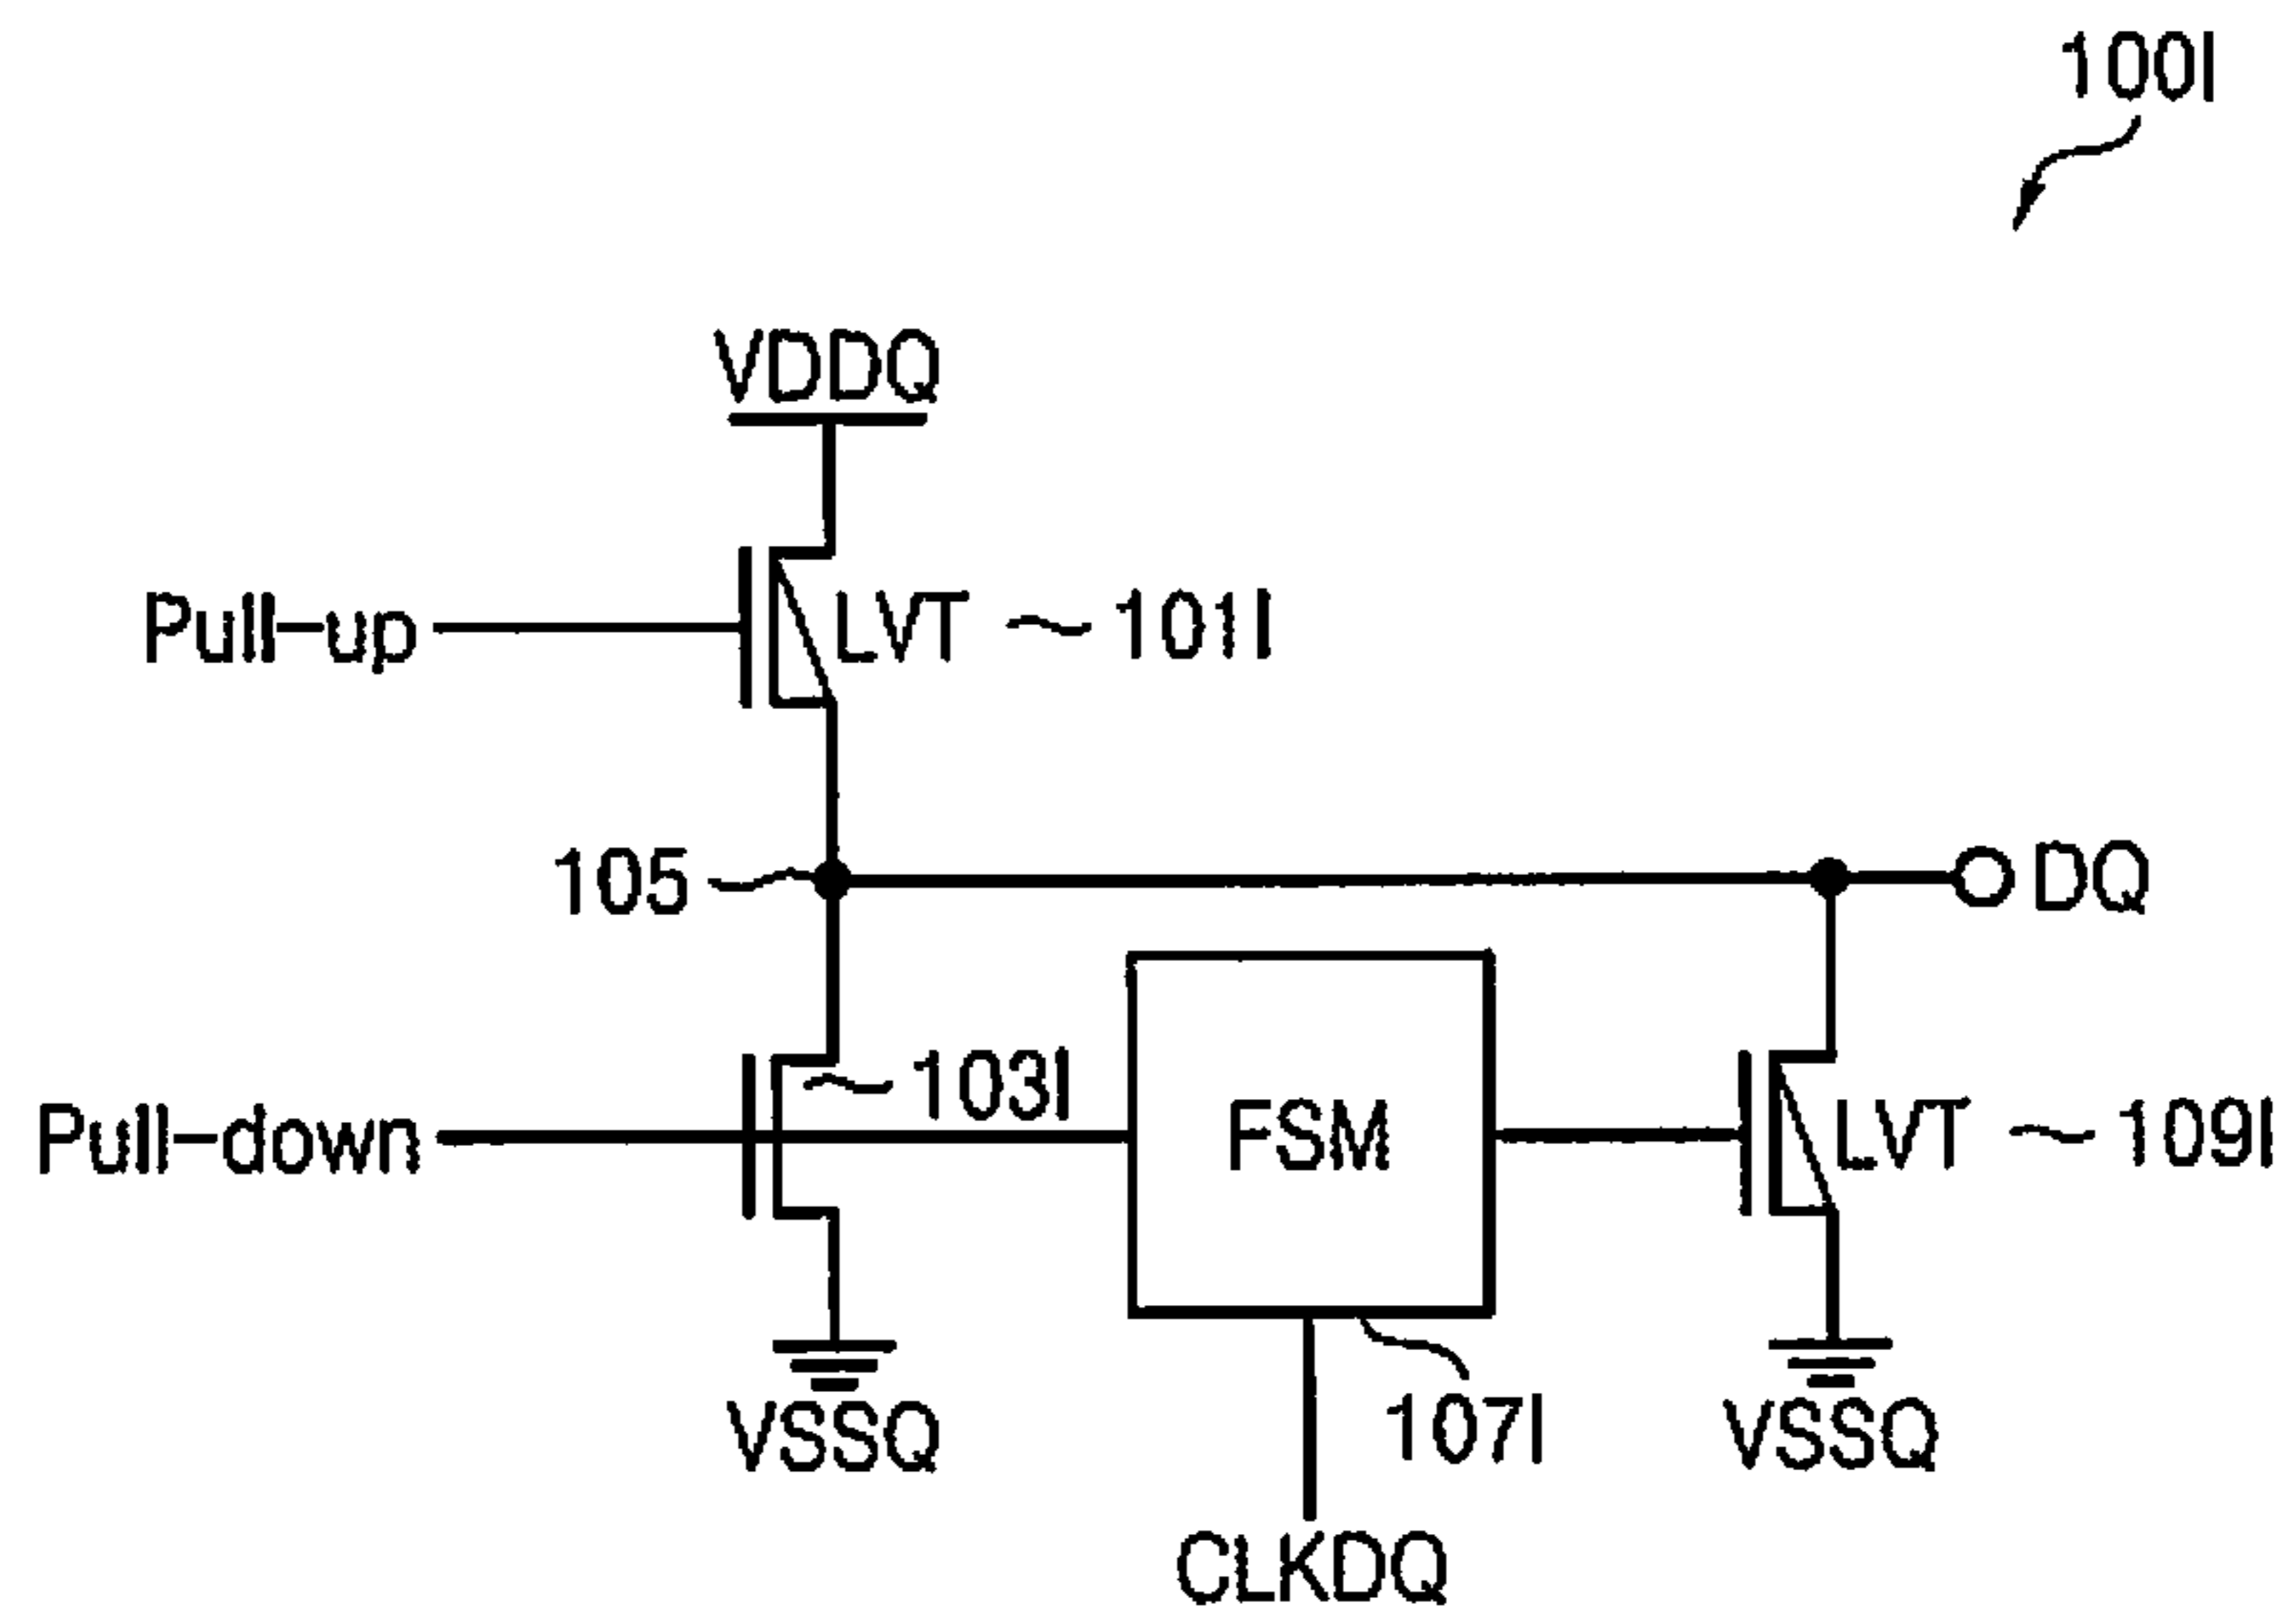 100I
VDDQ
Pull-up
LVT
101I
105
DQ
103I
Pull-down
FSM
LVT
109I
VSSQ
107I
VSSQ
CLKDQ